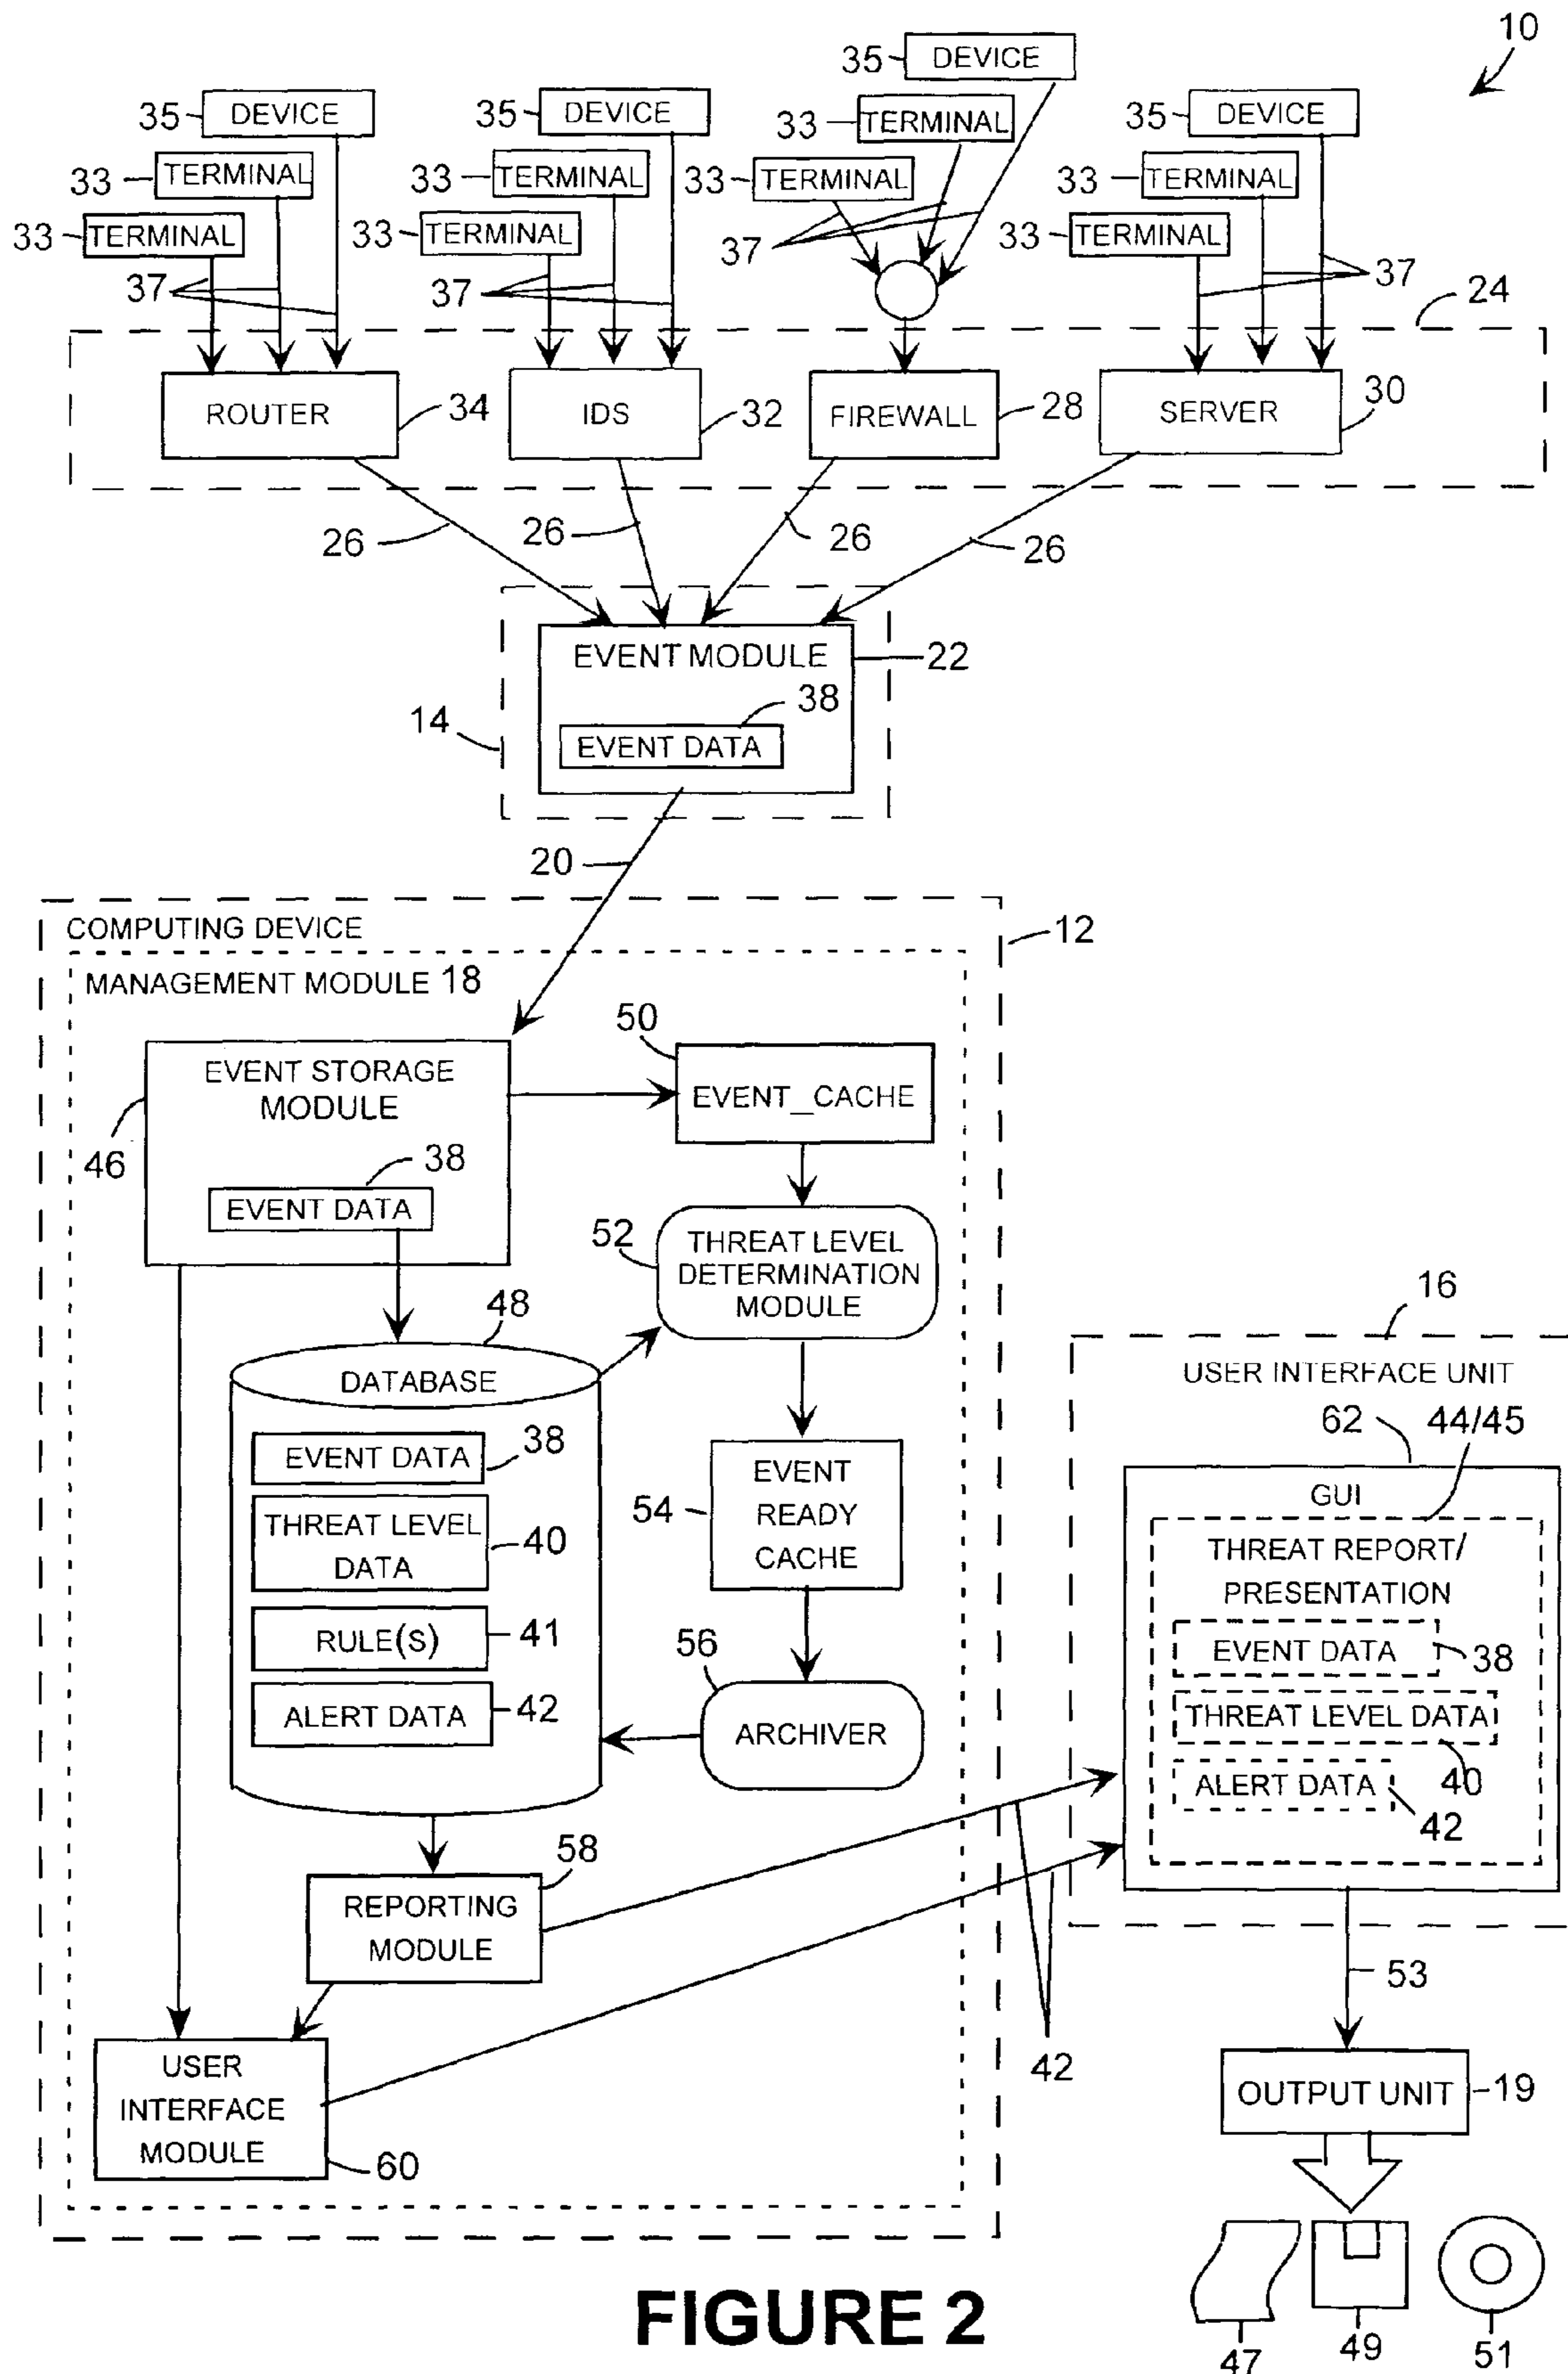 10
35 DEVICE 35 DEVICE 35 DEVICE 35 DEVICE
33 TERMINAL 33 TERMINAL 33 TERMINAL 33 TERMINAL
33 TERMINAL 33 TERMINAL 33 TERMINAL 33 TERMINAL
37 37 37 37
24
ROUTER 34 IDS 32 FIREWALL 28 SERVER 30
26 26 26 26
EVENT MODULE 22
38
14
EVENT DATA
20
COMPUTING DEVICE 12
MANAGEMENT MODULE 18
50
EVENT STORAGE
MODULE
EVENT_CACHE
46
38
EVENT DATA
52
THREAT LEVEL
DETERMINATION
MODULE
48
DATABASE
EVENT DATA 38
THREAT LEVEL
DATA
40
RULE(S) 41
ALERT DATA 42
54
EVENT
READY
CACHE
56
ARCHIVER
58
REPORTING
MODULE
USER
INTERFACE
MODULE
60
42
16
USER INTERFACE UNIT
62 44/45
GUI
THREAT REPORT/
PRESENTATION
EVENT DATA 38
THREAT LEVEL DATA
40
ALERT DATA
42
53
OUTPUT UNIT 19
47 49 51
FIGURE 2